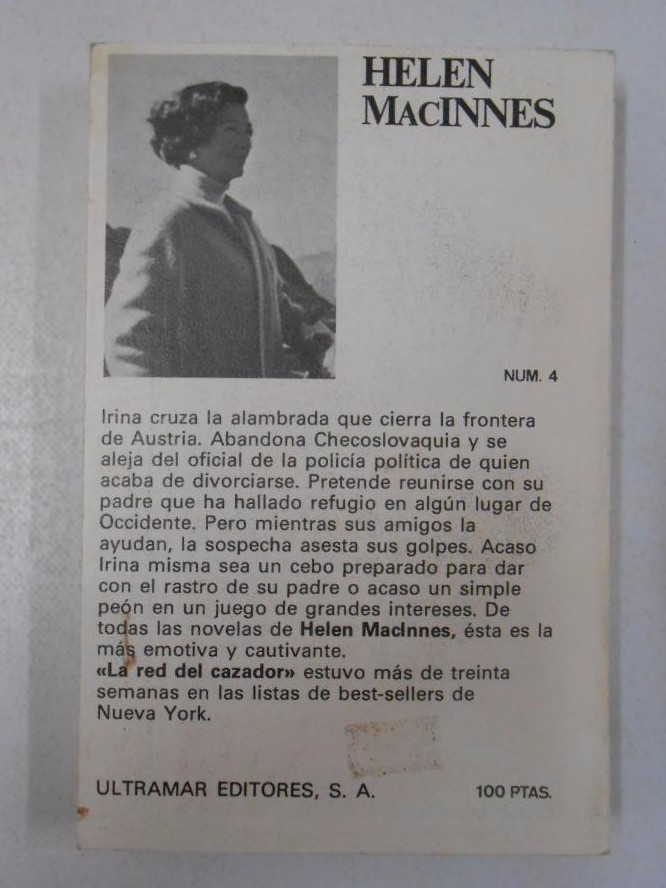 HELEN
MACINNES
NUM. 4
Irina cruza la alambrada que cierra la frontera
de Austria. Abandona Checoslovaquia y se
aleja del oficial de la policía política de quien
acaba de divorciarse. Pretende reunirse con su
padre que ha hallado refugio en algún lugar de
Occidente. Pero mientras sus amigos la
ayudan, la sospecha asesta sus golpes. Acaso
Irina misma sea un cebo preparado para dar
con el rastro de su padre o acaso un simple
peón en un juego de grandes intereses. De
todas las novelas de Helen MacInnes, ésta es la
más emotiva y cautivante.
«La red del cazador» estuvo más de treinta
semanas en las listas de best-sellers de
Nueva York.
ULTRAMAR EDITORES, S. A.
100 PTAS.